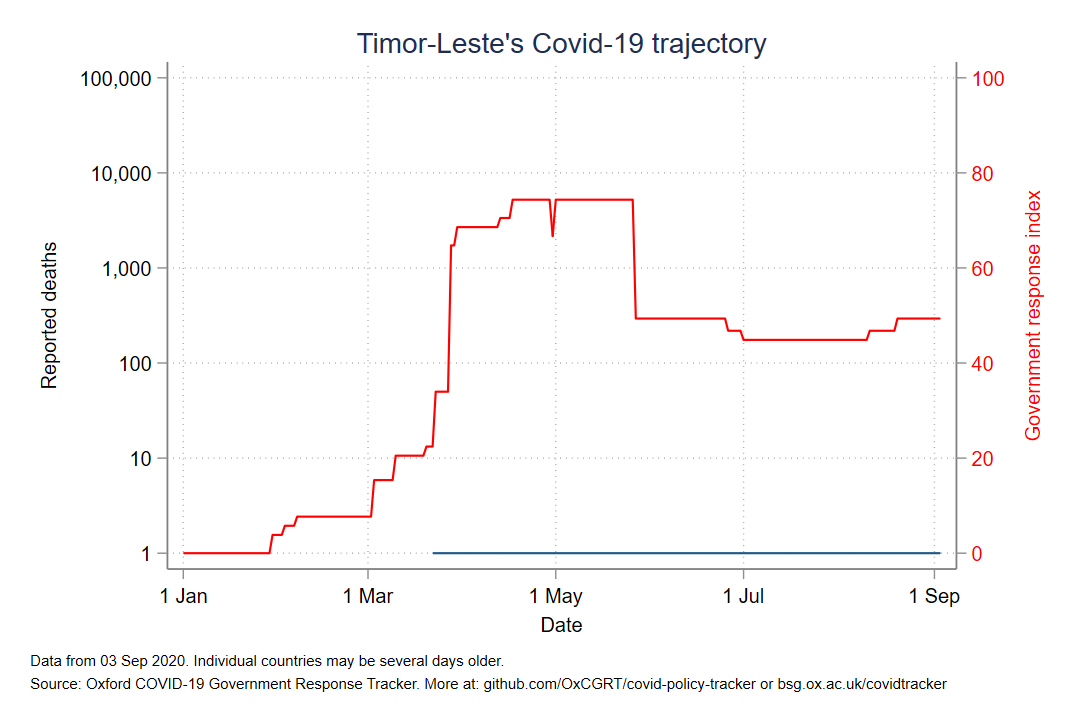 Timor-Leste's Covid-19 trajectory
100,000
10,000
1,000
100
10
1
Reported deaths
100
80
60
40
20
0
Government response index
1 Jan
1 Mar
1 May
1 Jul
1 Sep
Date
Data from 03 Sep 2020. Individual countries may be several days older.
Source: Oxford COVID-19 Government Response Tracker. More at: github.com/OxCGRT/covid-policy-tracker or bsg.ox.ac.uk/covidtracker